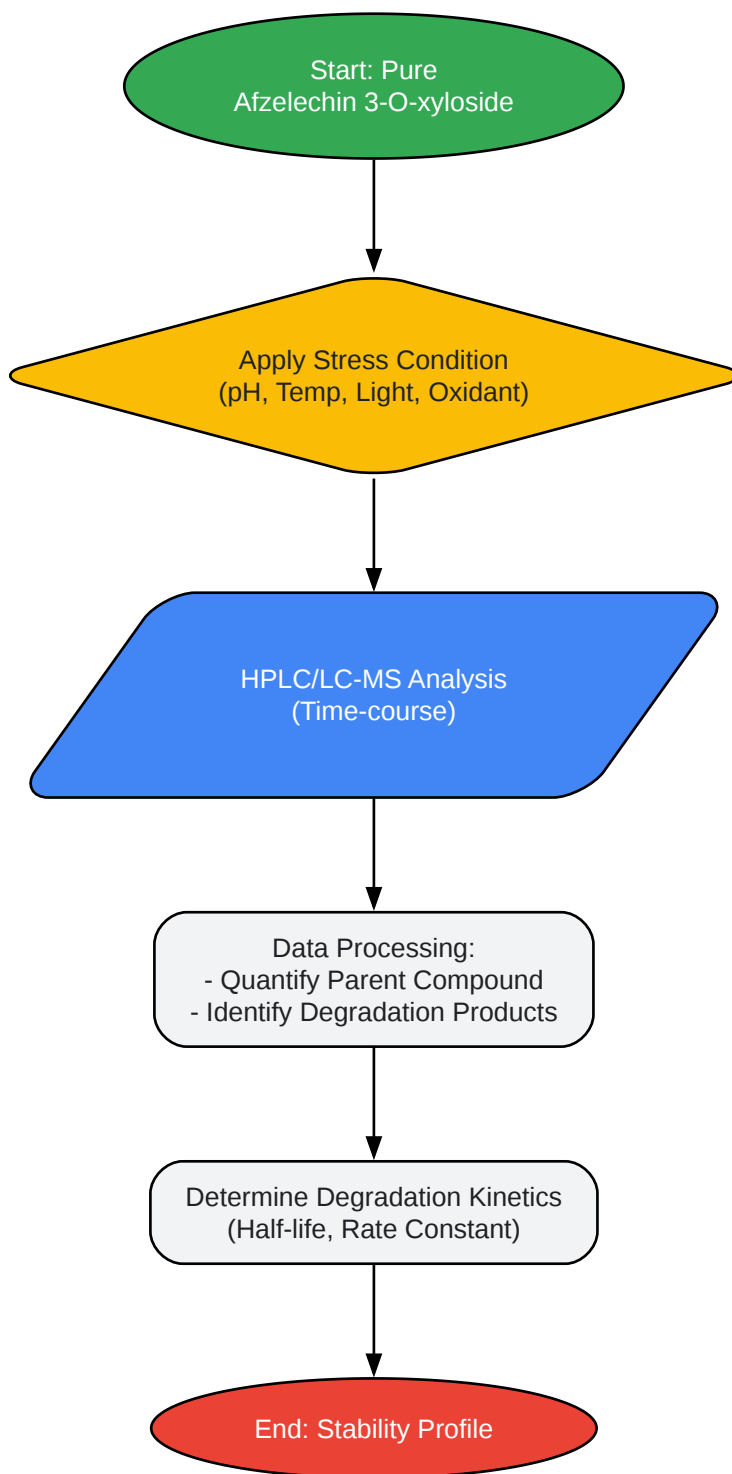 Start: Pure
Afzelechin 3-O-xyloside
Apply Stress Condition
(pH, Temp, Light, Oxidant)
HPLC/LC-MS Analysis
(Time-course)
Data Processing:
- Quantify Parent Compound
- Identify Degradation Products
Determine Degradation Kinetics
(Half-life, Rate Constant)
End: Stability Profile